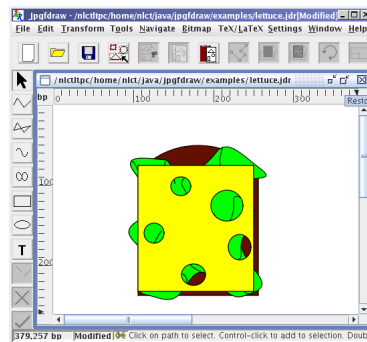 Jpgfdraw - /nlctltpc/home/nlct/java/jpgfdraw/examples/lettuce.jdr[Modified]
File Edit Transform Tools Navigate Bitmap TeX/LaTeX Settings Window Help
/nlctltpc/home/nlct/java/jpgfdraw/examples/lettuce.jdr
bp 0 100 200 300
Resto
100
200
T
379,257 bp Modified Click on path to select. Control-click to add to selection. Doub